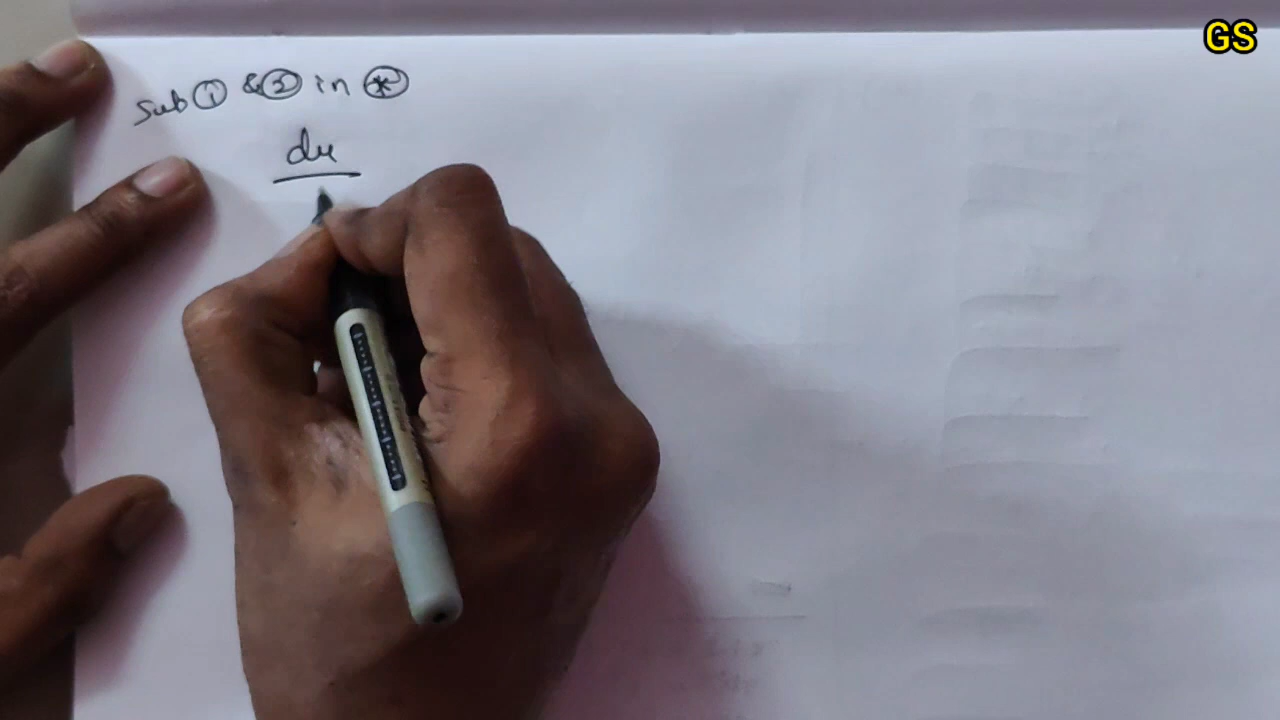 GS
Sub ① & ② in ⊛
du